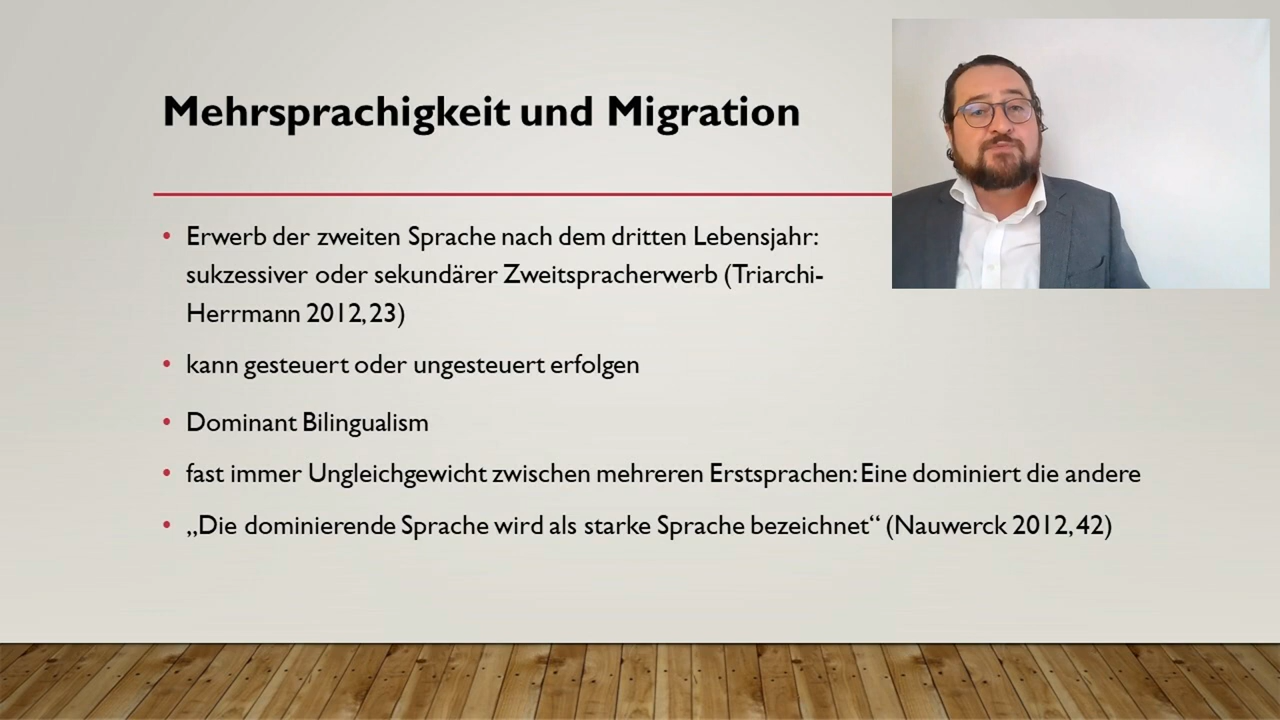 Mehrsprachigkeit und Migration
• Erwerb der zweiten Sprache nach dem dritten Lebensjahr:
sukzessiver oder sekundärer Zweitspracherwerb (Triarchi-
Herrmann 2012, 23)
• kann gesteuert oder ungesteuert erfolgen
• Dominant Bilingualism
• fast immer Ungleichgewicht zwischen mehreren Erstsprachen: Eine dominiert die andere
• „Die dominierende Sprache wird als starke Sprache bezeichnet“ (Nauwerck 2012, 42)